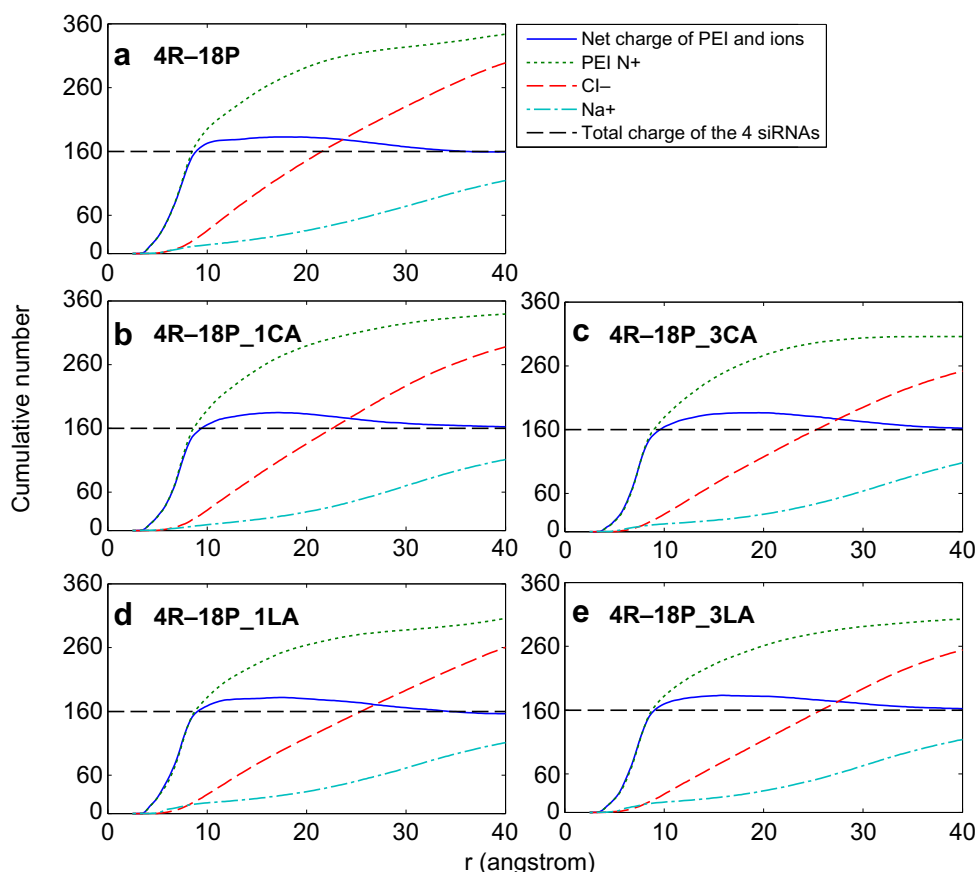 a 4R–18P
360
260
160
60
0
0 10 20 30 40
Net charge of PEI and ions
PEI N+
Cl–
Na+
Total charge of the 4 siRNAs
b 4R–18P_1CA
360
260
160
60
0
0 10 20 30 40
c 4R–18P_3CA
360
260
160
60
0
0 10 20 30 40
Cumulative number
d 4R–18P_1LA
360
260
160
60
0
0 10 20 30 40
e 4R–18P_3LA
360
260
160
60
0
0 10 20 30 40
r (angstrom)